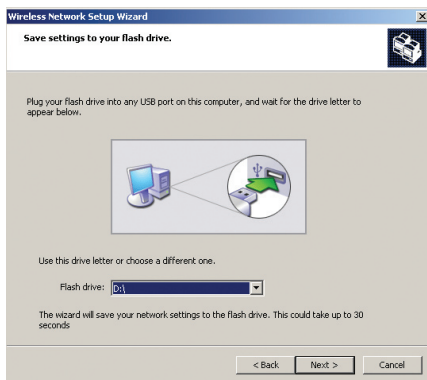 Wireless Network Setup Wizard
Save settings to your flash drive.
Plug your flash drive into any USB port on this computer, and wait for the drive letter to
appear below.
Use this drive letter or choose a different one.
Flash drive: D:\
The wizard will save your network settings to the flash drive. This could take up to 30
seconds
< Back Next > Cancel